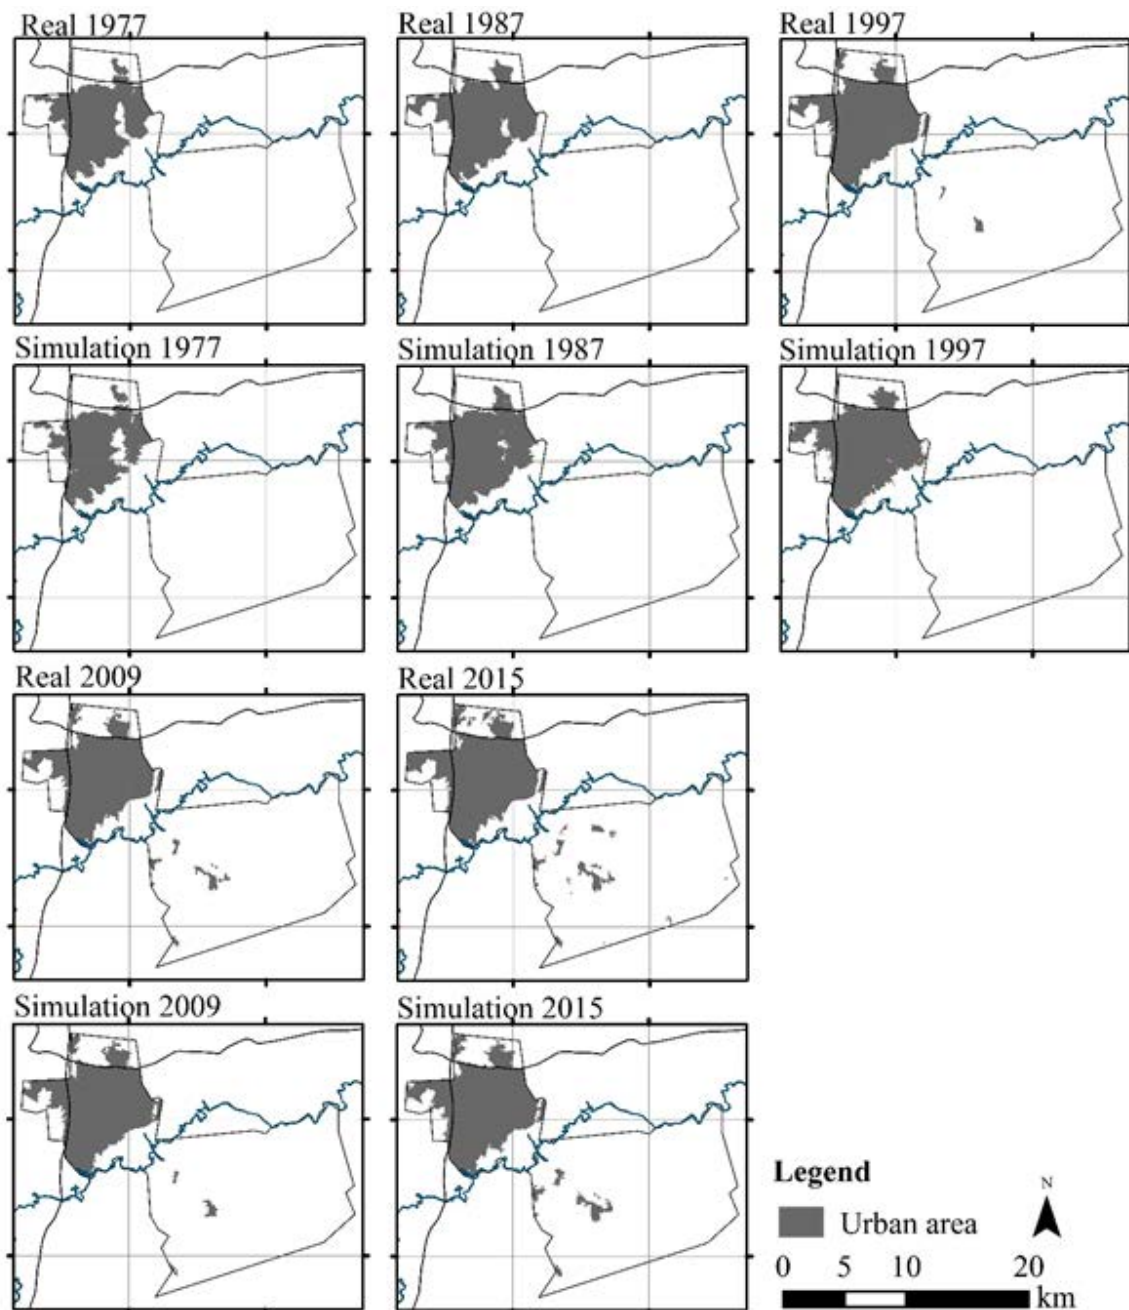 Real 1977
Real 1987
Real 1997
Simulation 1977
Simulation 1987
Simulation 1997
Real 2009
Real 2015
Simulation 2009
Simulation 2015
Legend
N
Urban area
0 5 10 20
km